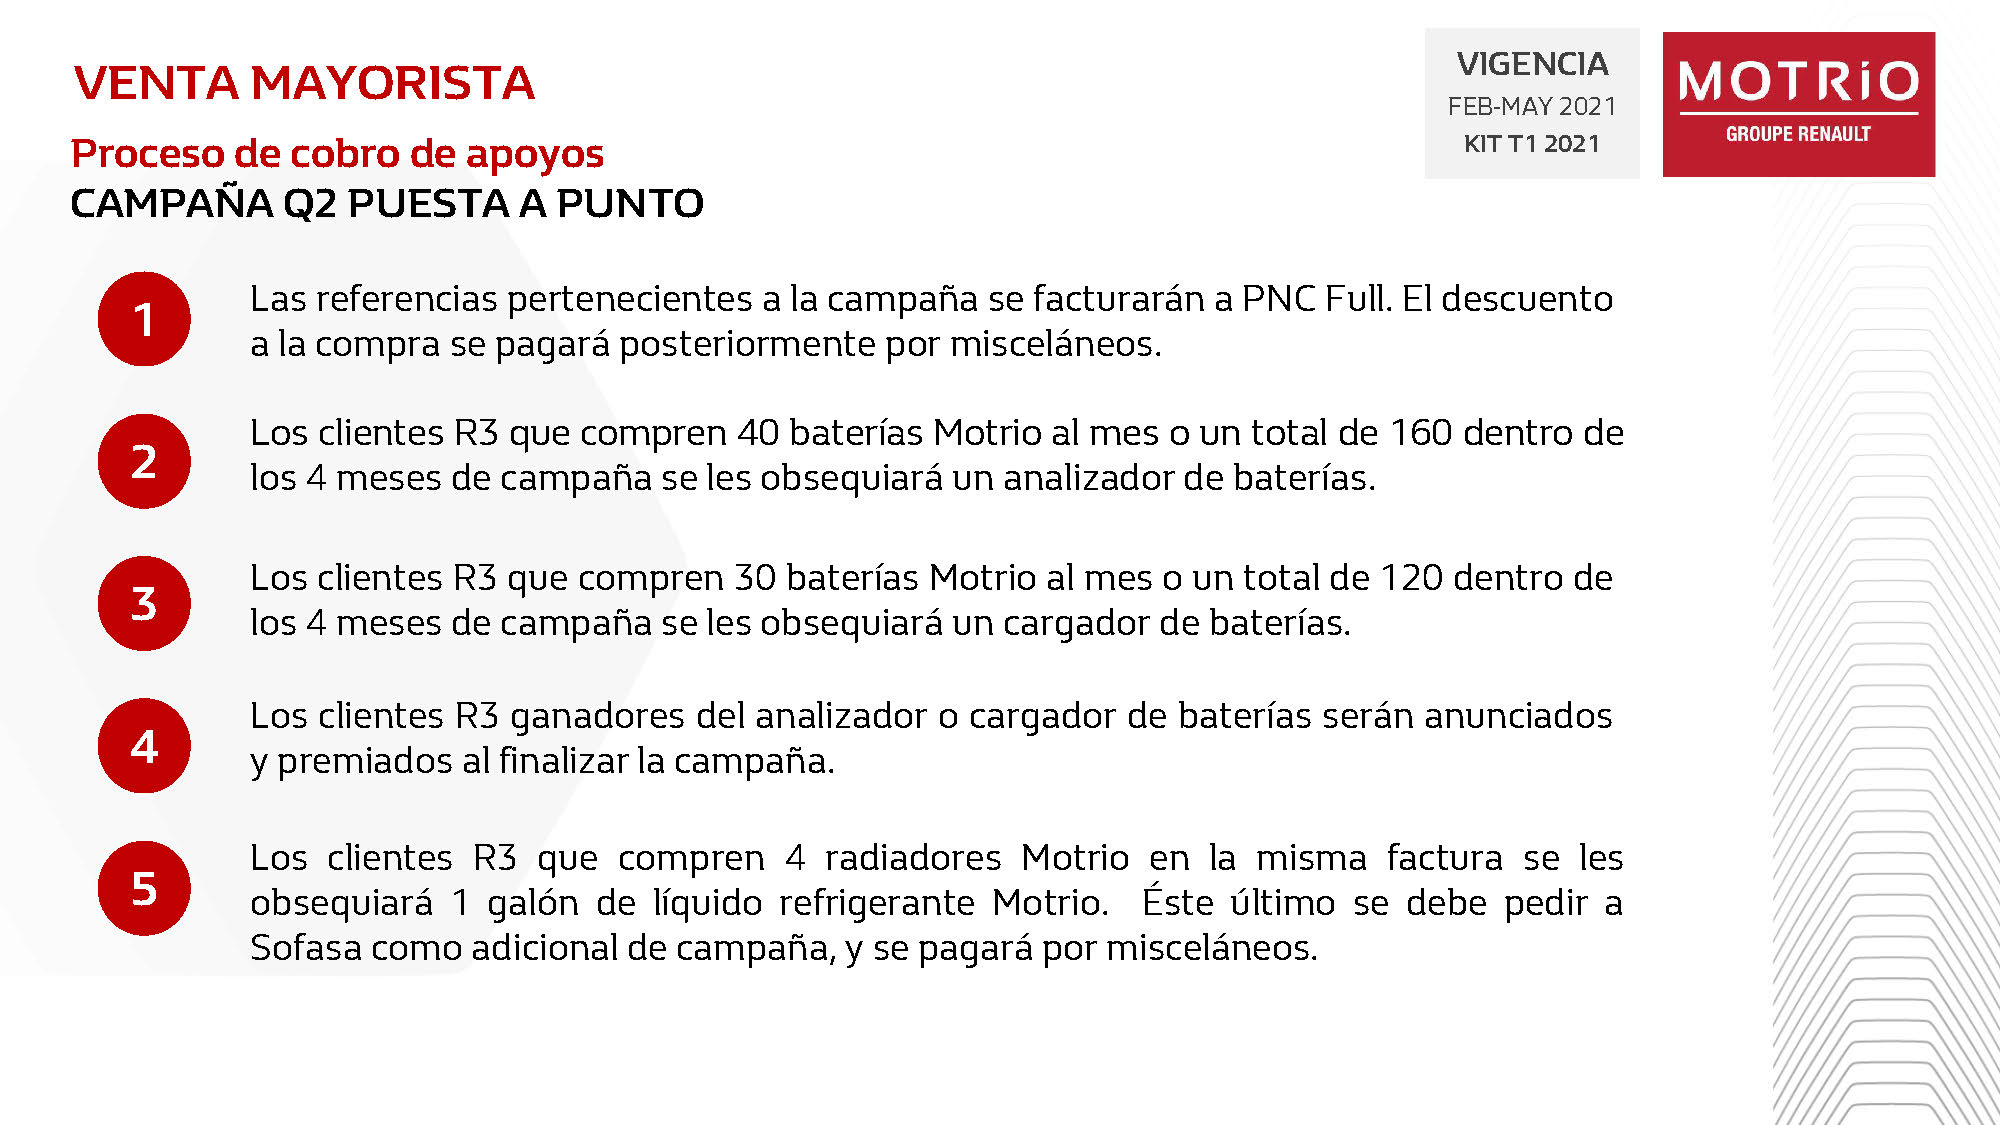 VENTA MAYORISTA
Proceso de cobro de apoyos
CAMPAÑA Q2 PUESTA A PUNTO
VIGENCIA
FEB-MAY 2021
KIT T1 2021
MOTRíO
GROUPE RENAULT
1
Las referencias pertenecientes a la campaña se facturarán a PNC Full. El descuento
a la compra se pagará posteriormente por misceláneos.
2
Los clientes R3 que compren 40 baterías Motrio al mes o un total de 160 dentro de
los 4 meses de campaña se les obsequiará un analizador de baterías.
3
Los clientes R3 que compren 30 baterías Motrio al mes o un total de 120 dentro de
los 4 meses de campaña se les obsequiará un cargador de baterías.
4
Los clientes R3 ganadores del analizador o cargador de baterías serán anunciados
y premiados al finalizar la campaña.
5
Los clientes R3 que compren 4 radiadores Motrio en la misma factura se les
obsequiará 1 galón de líquido refrigerante Motrio. Éste último se debe pedir a
Sofasa como adicional de campaña, y se pagará por misceláneos.